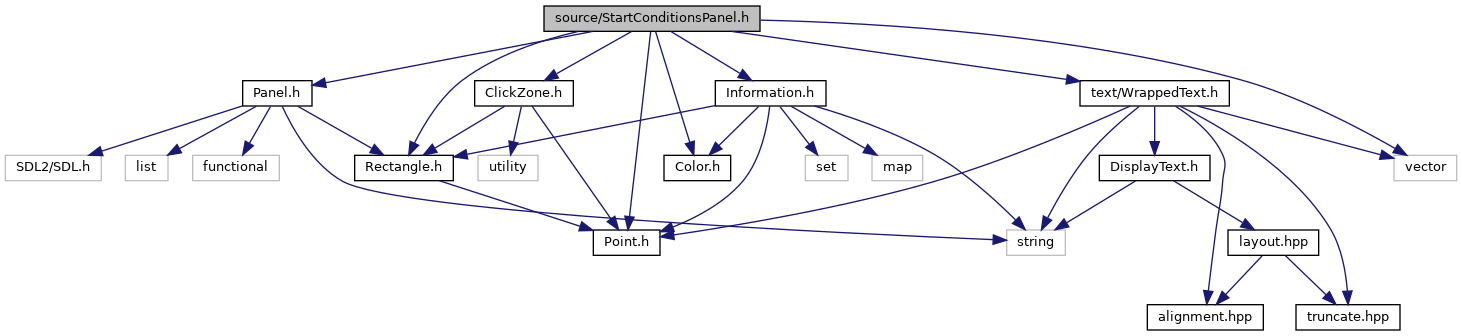 source/StartConditionsPanel.h
Panel.h
ClickZone.h
Information.h
text/WrappedText.h
SDL2/SDL.h
list
functional
Rectangle.h
utility
Color.h
set
map
DisplayText.h
vector
Point.h
string
layout.hpp
alignment.hpp
truncate.hpp